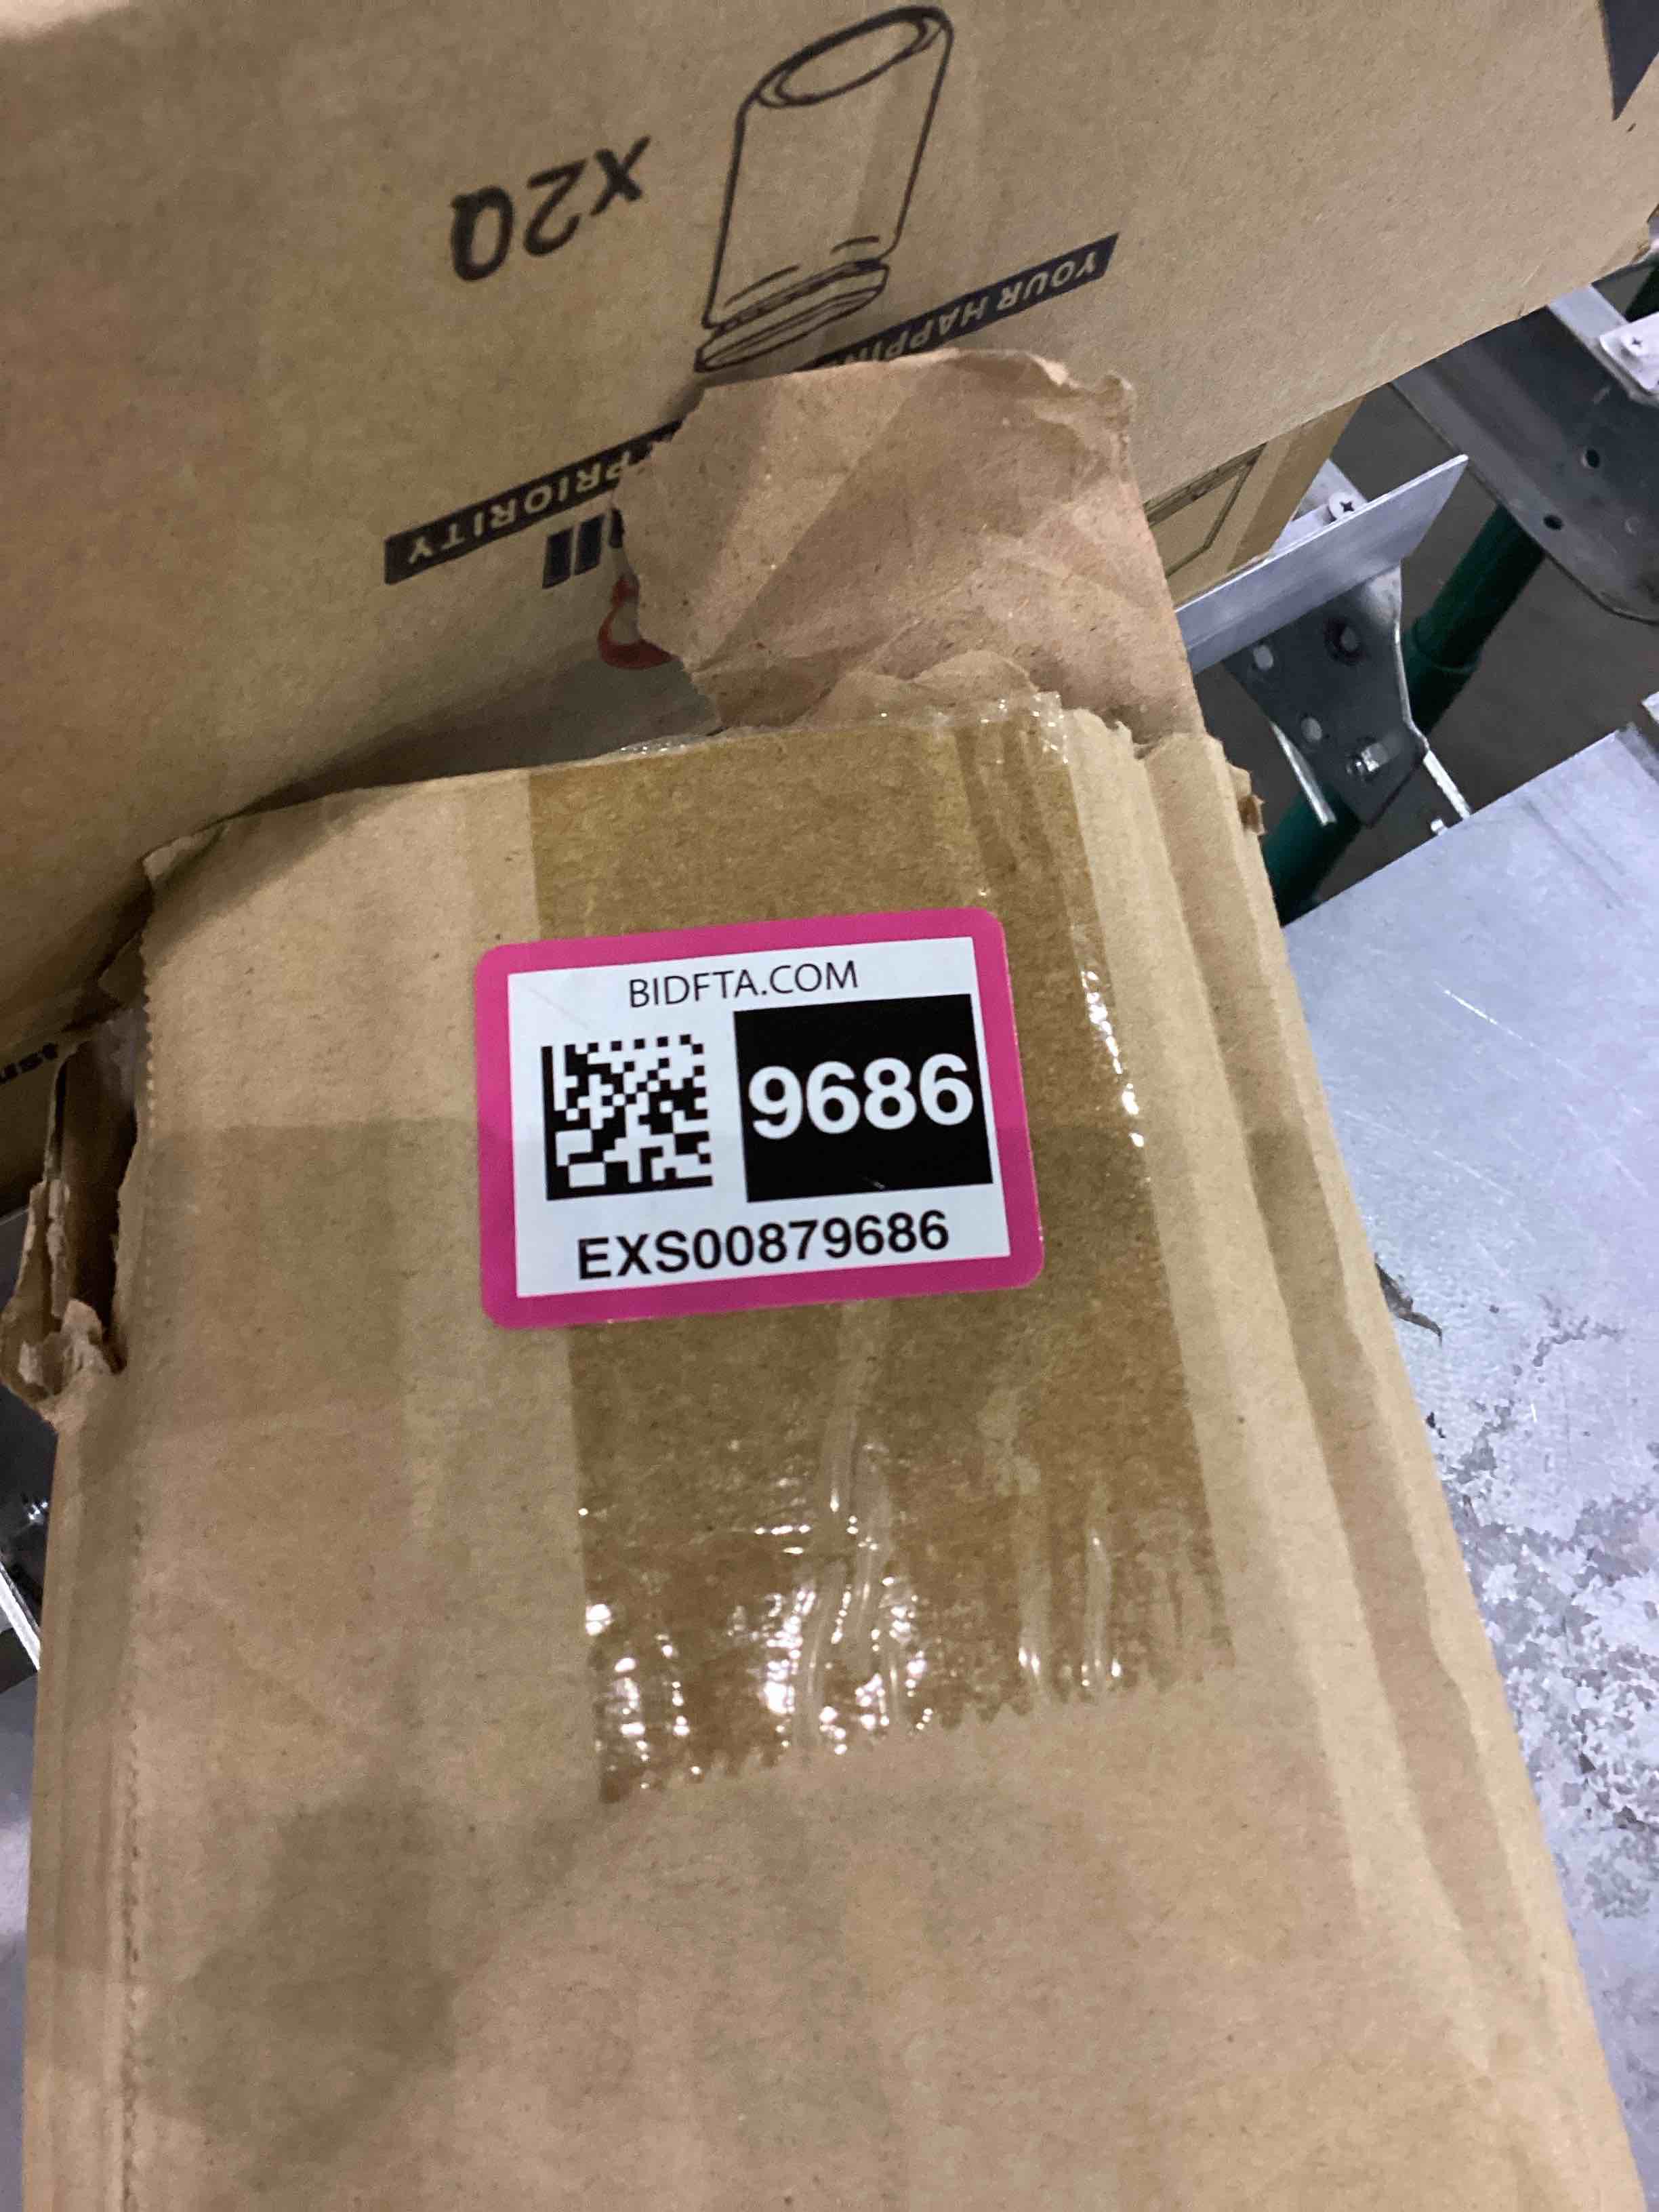 x20
YOUR HAPPIN
PRIORITY
BIDFTA.COM
9686
EXS00879686